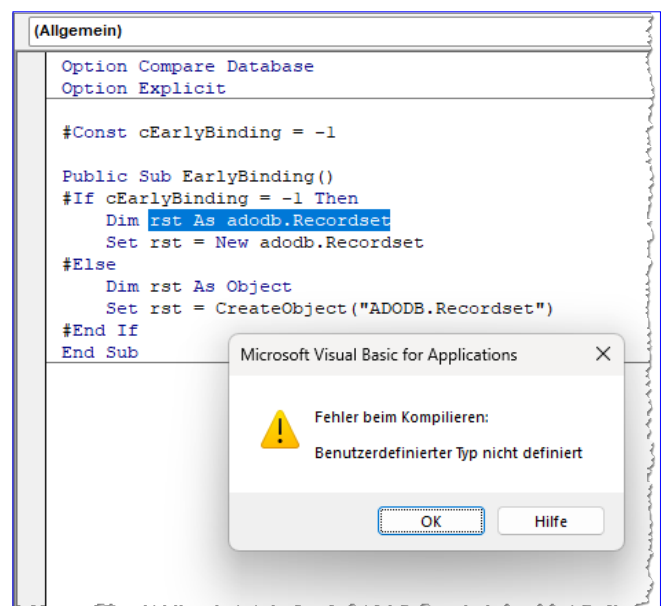 (Allgemein)
Option Compare Database
Option Explicit
#Const cEarlyBinding = -1
Public Sub EarlyBinding()
#If cEarlyBinding = -1 Then
Dim rst As adodb.Recordset
Set rst = New adodb.Recordset
#Else
Dim rst As Object
Set rst = CreateObject("ADODB.Recordset")
#End If
End Sub
Microsoft Visual Basic for Applications
Fehler beim Kompilieren:
Benutzerdefinierter Typ nicht definiert
OK Hilfe